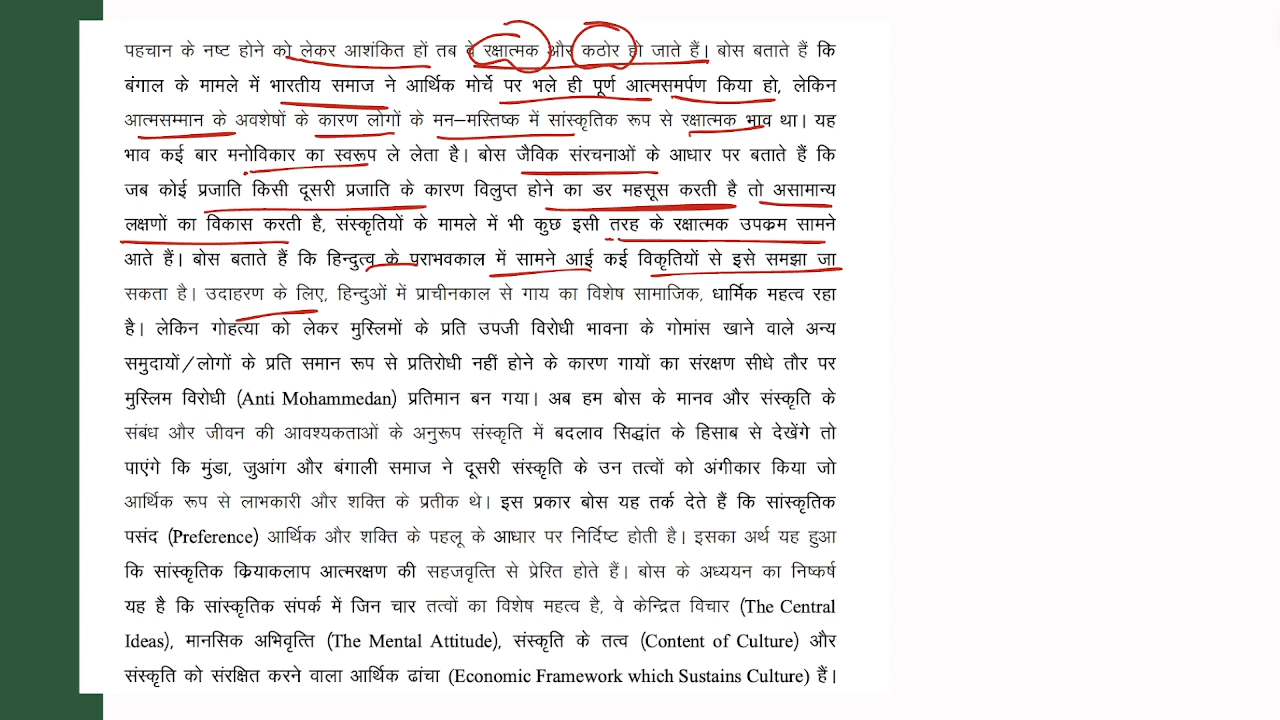 पहचान के नष्ट होने को लेकर आशंकित हों तब वे रक्षात्मक और कठोर हो जाते हैं। बोस बताते हैं कि
बंगाल के मामले में भारतीय समाज ने आर्थिक मोर्चे पर भले ही पूर्ण आत्मसमर्पण किया हो, लेकिन
आत्मसम्मान के अवशेषों के कारण लोगों के मन–मस्तिष्क में सांस्कृतिक रूप से रक्षात्मक भाव था। यह
भाव कई बार मनोविकार का स्वरूप ले लेता है। बोस जैविक संरचनाओं के आधार पर बताते हैं कि
जब कोई प्रजाति किसी दूसरी प्रजाति के कारण विलुप्त होने का डर महसूस करती है तो असामान्य
लक्षणों का विकास करती है, संस्कृतियों के मामले में भी कुछ इसी तरह के रक्षात्मक उपक्रम सामने
आते हैं। बोस बताते हैं कि हिन्दुत्व के पराभवकाल में सामने आई कई विकृतियों से इसे समझा जा
सकता है। उदाहरण के लिए, हिन्दुओं में प्राचीनकाल से गाय का विशेष सामाजिक, धार्मिक महत्व रहा
है। लेकिन गोहत्या को लेकर मुस्लिमों के प्रति उपजी विरोधी भावना के गोमांस खाने वाले अन्य
समुदायों/लोगों के प्रति समान रूप से प्रतिरोधी नहीं होने के कारण गायों का संरक्षण सीधे तौर पर
मुस्लिम विरोधी (Anti Mohammedan) प्रतिमान बन गया। अब हम बोस के मानव और संस्कृति के
संबंध और जीवन की आवश्यकताओं के अनुरूप संस्कृति में बदलाव सिद्धांत के हिसाब से देखेंगे तो
पाएंगे कि मुंडा, जुआंग और बंगाली समाज ने दूसरी संस्कृति के उन तत्वों को अंगीकार किया जो
आर्थिक रूप से लाभकारी और शक्ति के प्रतीक थे। इस प्रकार बोस यह तर्क देते हैं कि सांस्कृतिक
पसंद (Preference) आर्थिक और शक्ति के पहलू के आधार पर निर्दिष्ट होती है। इसका अर्थ यह हुआ
कि सांस्कृतिक क्रियाकलाप आत्मरक्षण की सहजवृत्ति से प्रेरित होते हैं। बोस के अध्ययन का निष्कर्ष
यह है कि सांस्कृतिक संपर्क में जिन चार तत्वों का विशेष महत्व है, वे केन्द्रित विचार (The Central
Ideas), मानसिक अभिवृत्ति (The Mental Attitude), संस्कृति के तत्व (Content of Culture) और
संस्कृति को संरक्षित करने वाला आर्थिक ढांचा (Economic Framework which Sustains Culture) हैं।